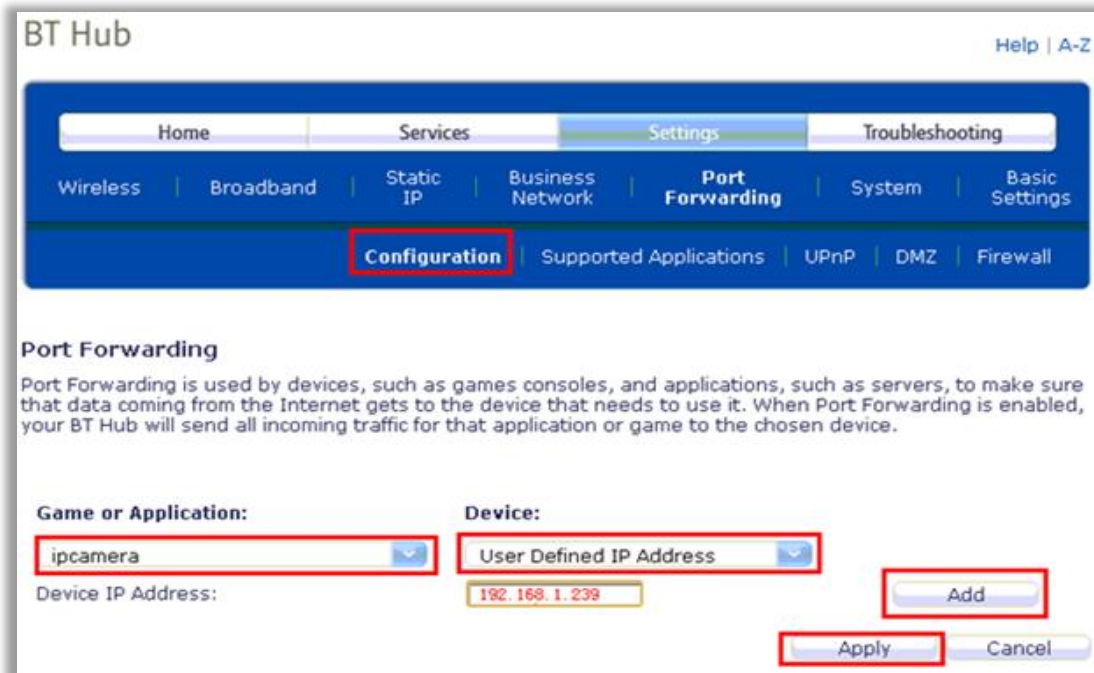 BT Hub
Help | A-Z
Home Services Settings Troubleshooting
Wireless | Broadband | Static IP | Business Network | Port Forwarding | System | Basic Settings
Configuration | Supported Applications | UPnP | DMZ | Firewall
Port Forwarding
Port Forwarding is used by devices, such as games consoles, and applications, such as servers, to make sure
that data coming from the Internet gets to the device that needs to use it. When Port Forwarding is enabled,
your BT Hub will send all incoming traffic for that application or game to the chosen device.
Game or Application: Device:
ipcamera User Defined IP Address
Device IP Address: 192.168.1.239 Add
Apply Cancel